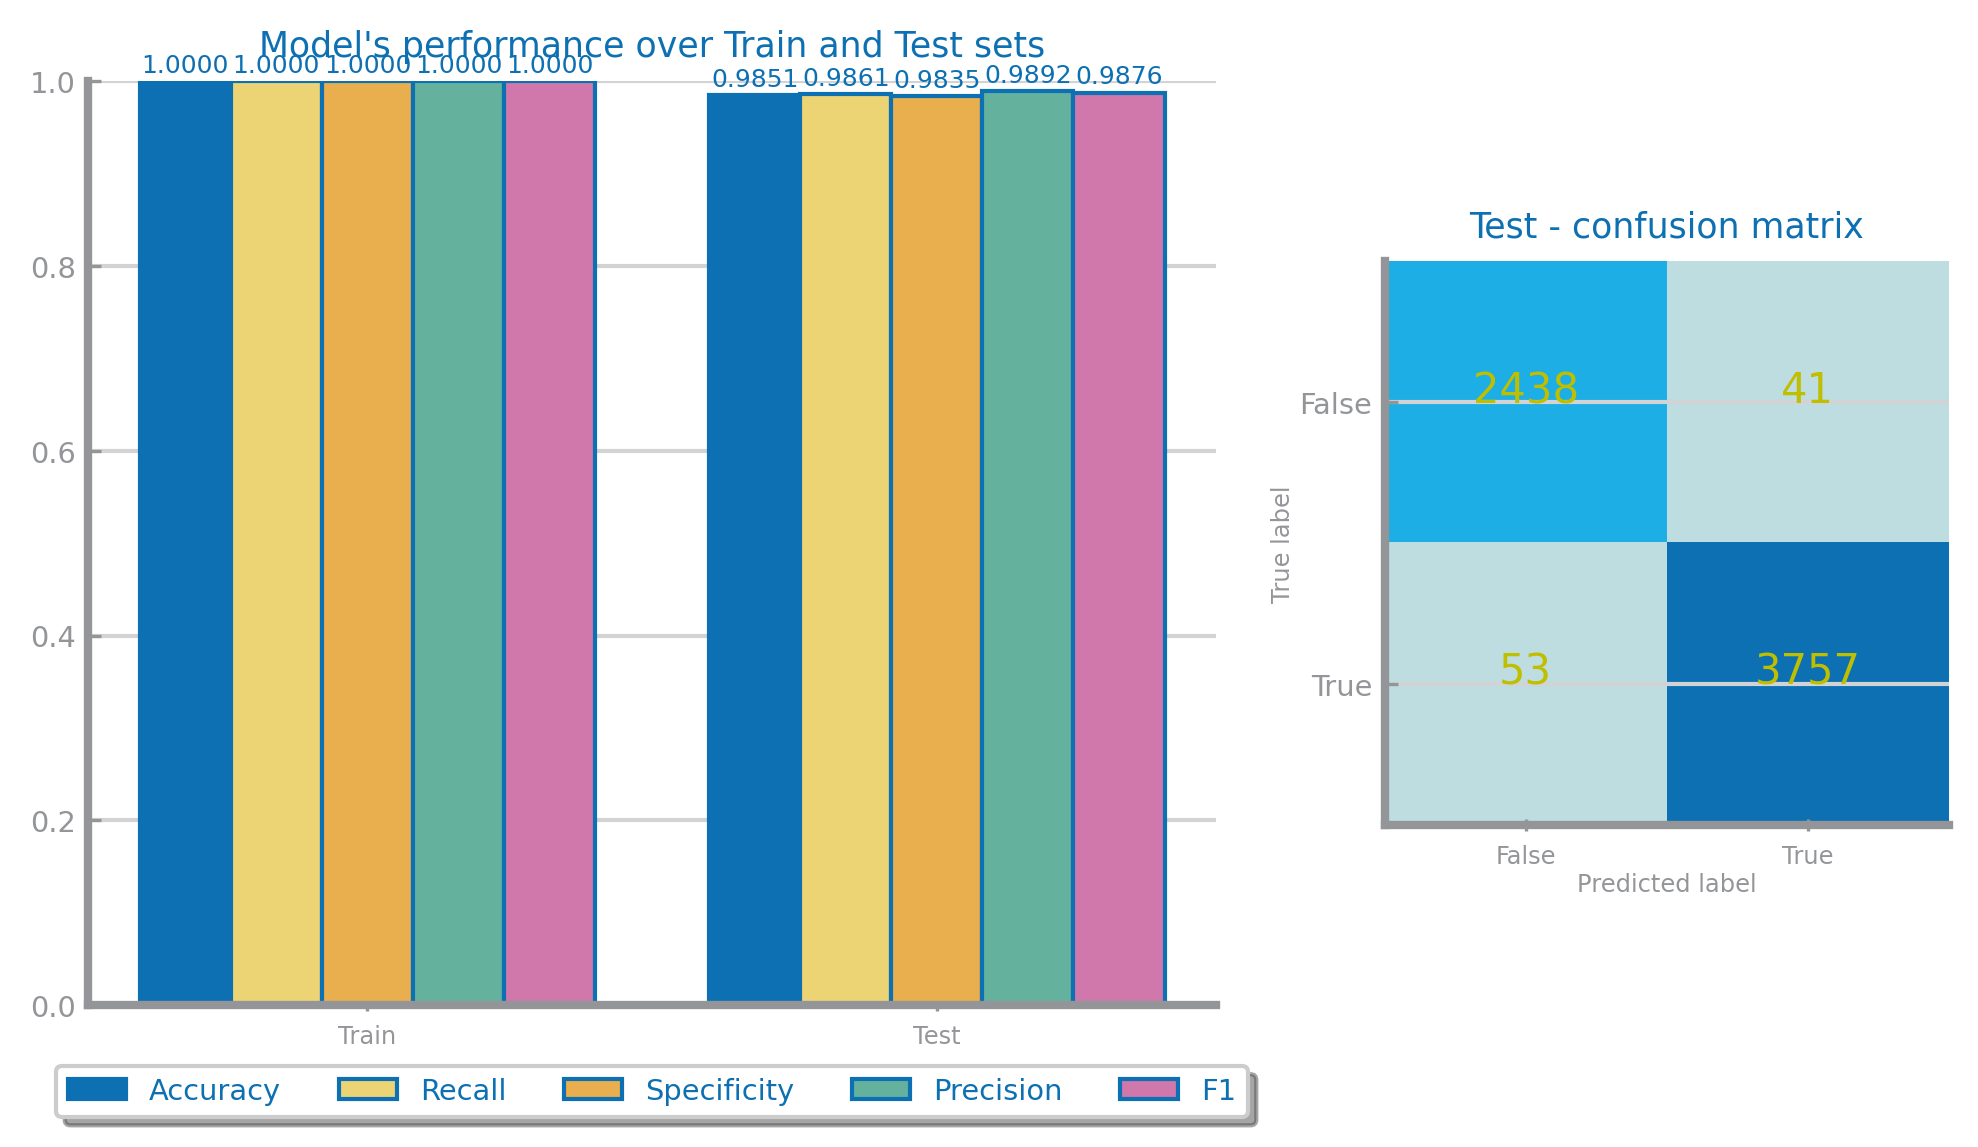 Model's performance over Train and Test sets
1.0000 1.0000 1.0000 1.0000 1.0000
0.9851 0.9861 0.9835 0.9892 0.9876
1.0
0.8
0.6
0.4
0.2
0.0
Train Test
Accuracy Recall Specificity Precision F1
Test - confusion matrix
True label
False 2438 41
True 53 3757
False True
Predicted label